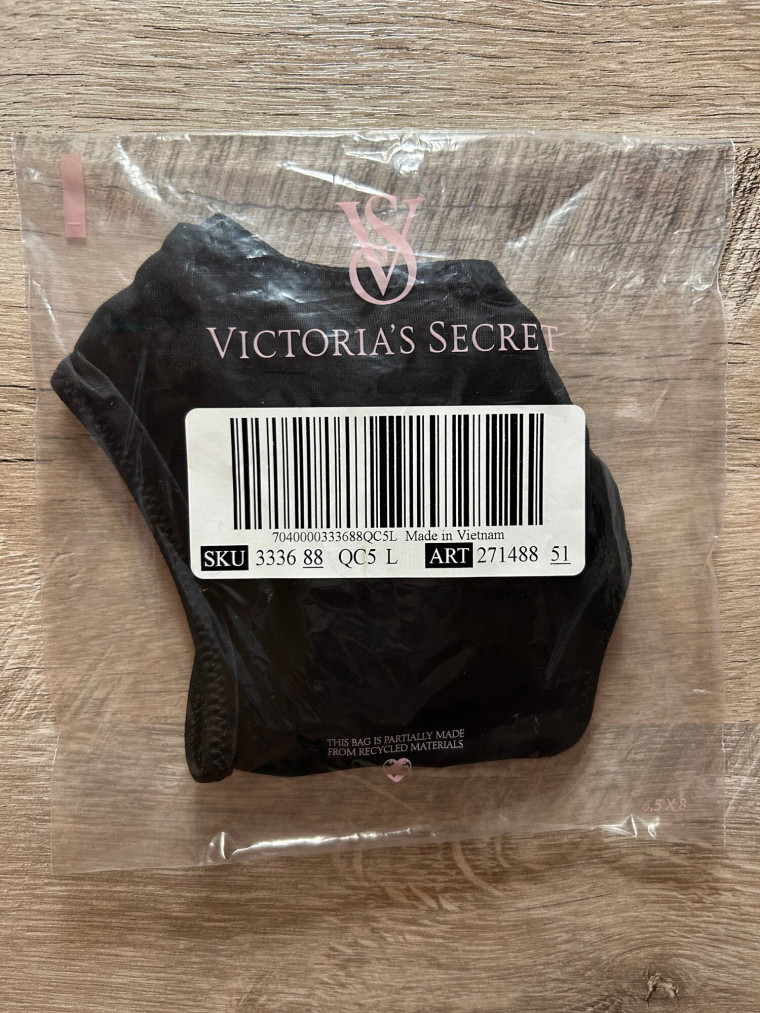 VS
VICTORIA'S SECRET
7040000333688QC5L Made in Vietnam
SKU 3336 88 QC5 L ART 271488 51
THIS BAG IS PARTIALLY MADE
FROM RECYCLED MATERIALS
6.5 X 8